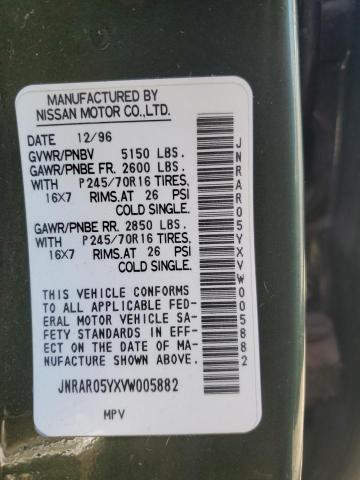 MANUFACTURED BY
NISSAN MOTOR CO.,LTD.
DATE 12/96
GVWR/PNBV 5150 LBS.
GAWR/PNBE FR. 2600 LBS.
WITH P245/70R16 TIRES,
16X7 RIMS.AT 26 PSI
COLD SINGLE.
GAWR/PNBE RR. 2850 LBS.
WITH P245/70R16 TIRES,
16X7 RIMS.AT 26 PSI
COLD SINGLE.
THIS VEHICLE CONFORMS
TO ALL APPLICABLE FED-
ERAL MOTOR VEHICLE SA-
FETY STANDARDS IN EFF-
ECT ON THE DATE OF MA-
NUFACTURE SHOWN ABOVE.
JNRAR05YXVW005882
MPV
JNRAR05YXVW005882